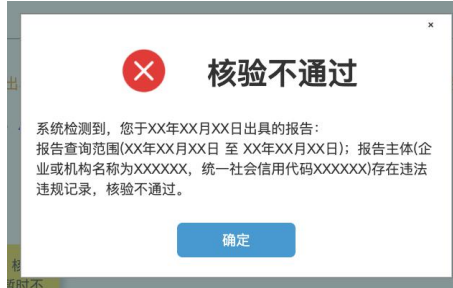 ×
核验不通过
系统检测到，您于XX年XX月XX日出具的报告：
报告查询范围(XX年XX月XX日 至 XX年XX月XX日)；报告主体(企
业或机构名称为XXXXXX，统一社会信用代码XXXXXX)存在违法
违规记录，核验不通过。
确定
暂时不